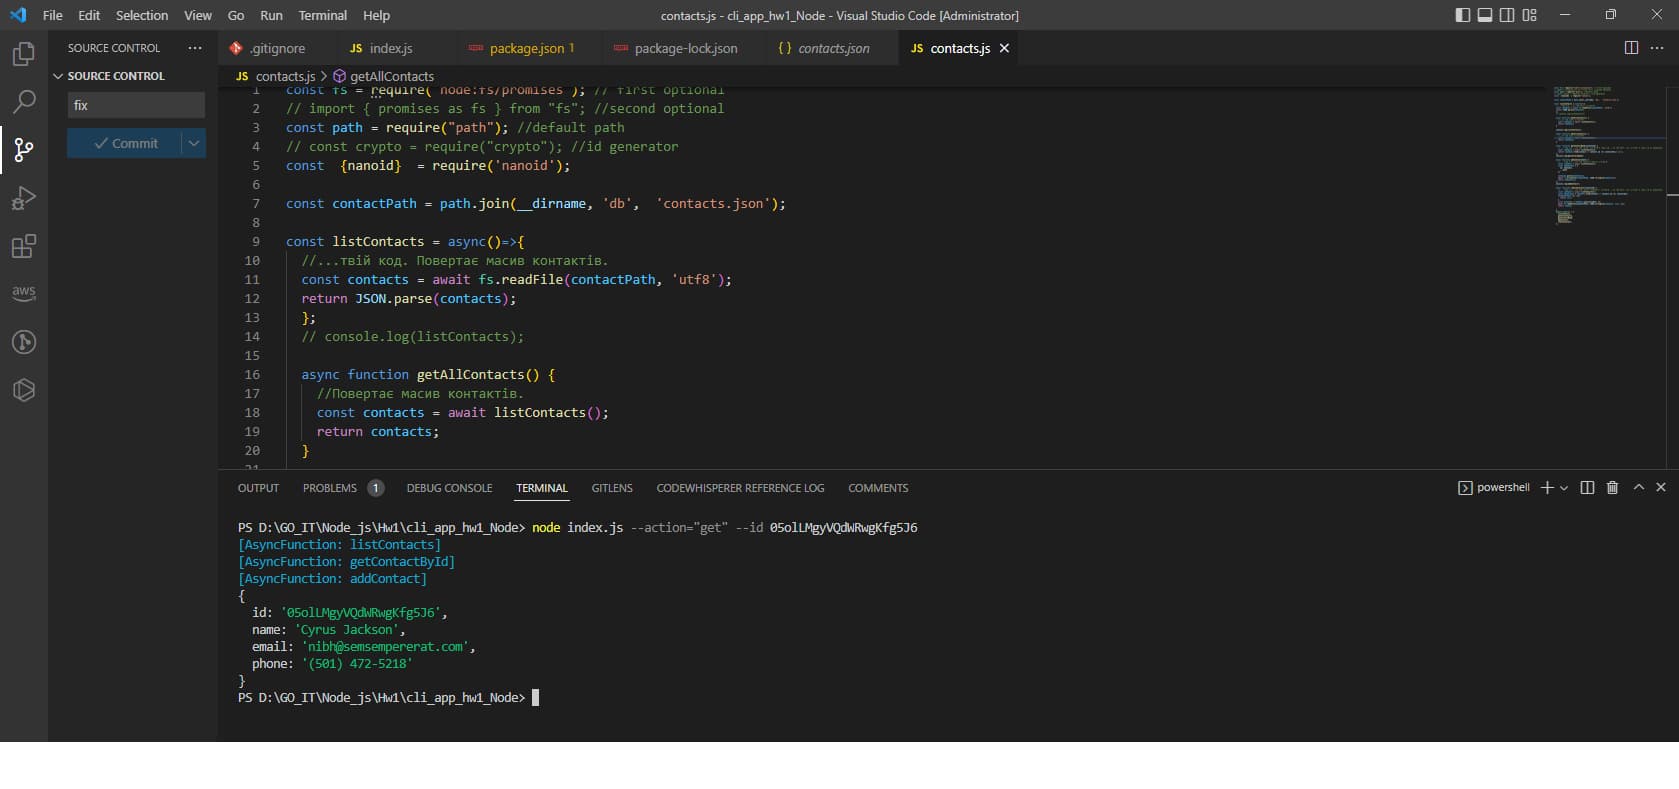 File Edit Selection View Go Run Terminal Help
contacts.js - cli_app_hw1_Node - Visual Studio Code [Administrator]
SOURCE CONTROL ...
.gitignore
JS index.js
package.json 1
package-lock.json
{ } contacts.json
JS contacts.js
SOURCE CONTROL
JS contacts.js > getAllContacts
fix
Commit
1 const fs = require("node:fs/promises"); // first optional
2 // import { promises as fs } from "fs"; //second optional
3 const path = require("path"); //default path
4 // const crypto = require("crypto"); //id generator
5 const  {nanoid}  = require('nanoid');
6
7 const contactPath = path.join(__dirname, 'db',  'contacts.json');
8
9 const listContacts = async()=>{
10 //...твій код. Повертає масив контактів.
11 const contacts = await fs.readFile(contactPath, 'utf8');
12 return JSON.parse(contacts);
13 };
14 // console.log(listContacts);
15
16 async function getAllContacts() {
17 //Повертає масив контактів.
18 const contacts = await listContacts();
19 return contacts;
20 }
21
aws
OUTPUT PROBLEMS 1 DEBUG CONSOLE TERMINAL GITLENS CODEWHISPERER REFERENCE LOG COMMENTS
powershell
PS D:\GO_IT\Node_js\Hw1\cli_app_hw1_Node> node index.js --action="get" --id 05olLMgyVQdWRwgKfg5J6
[AsyncFunction: listContacts]
[AsyncFunction: getContactById]
[AsyncFunction: addContact]
{
id: '05olLMgyVQdWRwgKfg5J6',
name: 'Cyrus Jackson',
email: 'nibh@semsempererat.com',
phone: '(501) 472-5218'
}
PS D:\GO_IT\Node_js\Hw1\cli_app_hw1_Node>